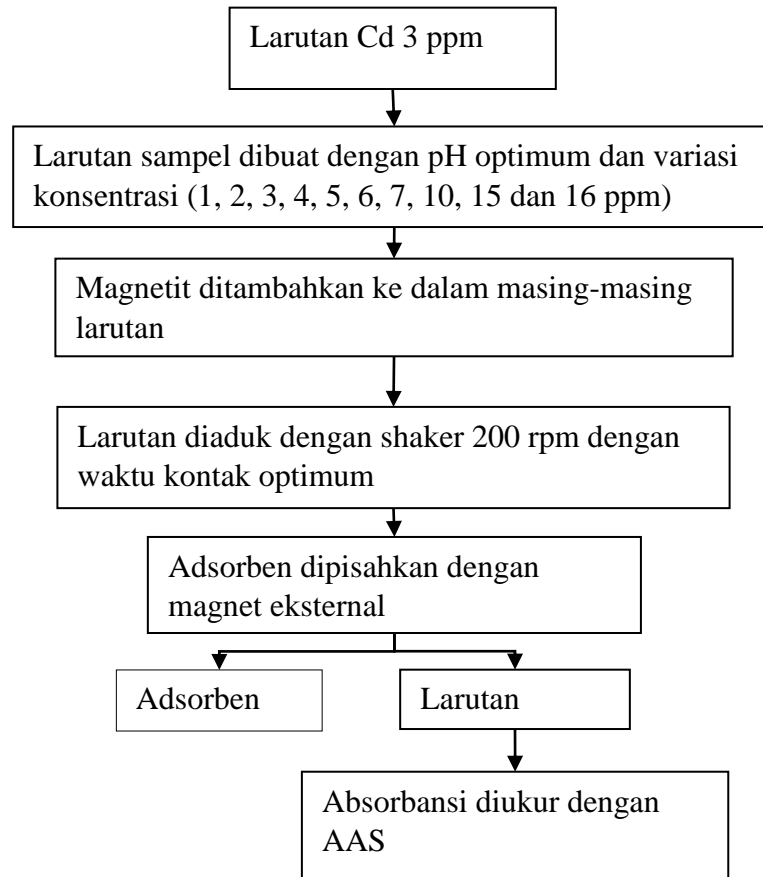 Larutan Cd 3 ppm
Larutan sampel dibuat dengan pH optimum dan variasi
konsentrasi (1, 2, 3, 4, 5, 6, 7, 10, 15 dan 16 ppm)
Magnetit ditambahkan ke dalam masing-masing
larutan
Larutan diaduk dengan shaker 200 rpm dengan
waktu kontak optimum
Adsorben dipisahkan dengan
magnet eksternal
Adsorben
Larutan
Absorbansi diukur dengan
AAS